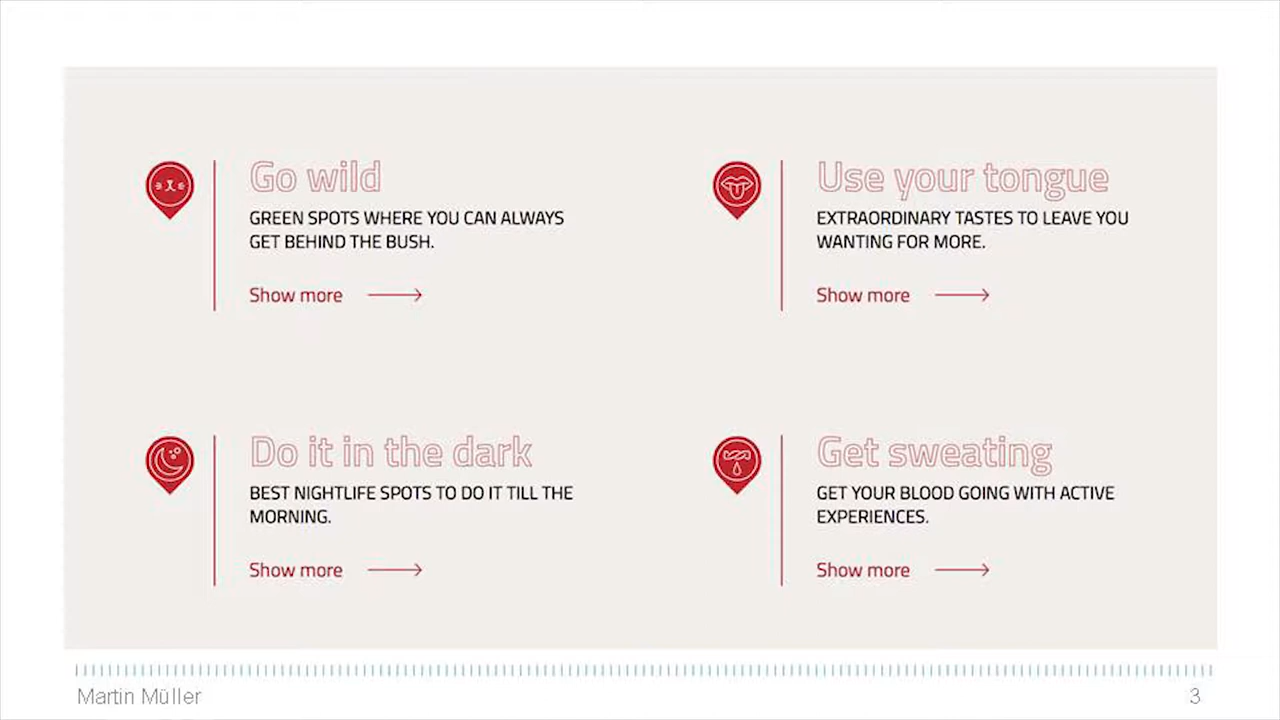 Go wild
GREEN SPOTS WHERE YOU CAN ALWAYS
GET BEHIND THE BUSH.
Show more
Use your tongue
EXTRAORDINARY TASTES TO LEAVE YOU
WANTING FOR MORE.
Show more
Do it in the dark
BEST NIGHTLIFE SPOTS TO DO IT TILL THE
MORNING.
Show more
Get sweating
GET YOUR BLOOD GOING WITH ACTIVE
EXPERIENCES.
Show more
Martin Müller
3